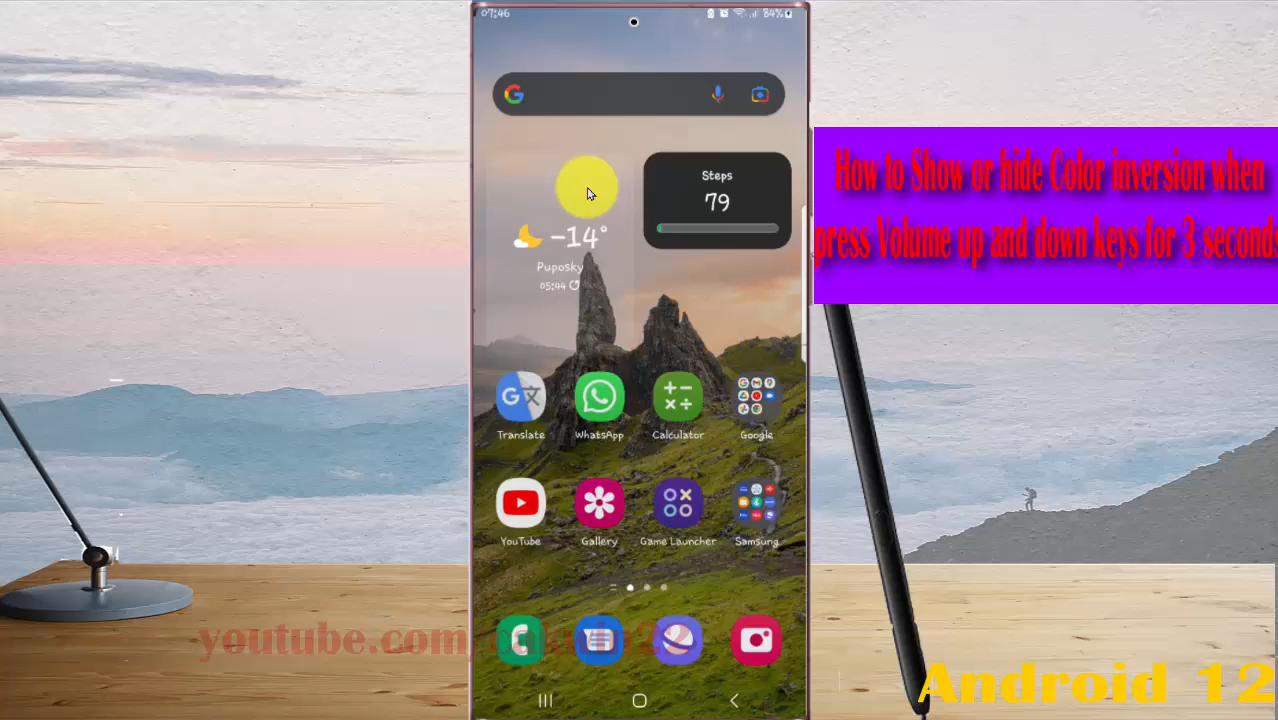 07:46
84%
Steps
79
-14°
Puposky
05:44
Translate
WhatsApp
Calculator
Google
YouTube
Gallery
Game Launcher
Samsung
How to Show or hide Color inversion when
press Volume up and down keys for 3 seconds
youtube.com/
Android 12